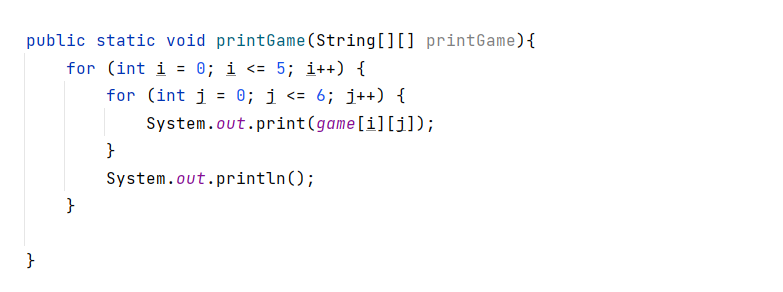 public static void printGame(String[][] printGame){
    for (int i = 0; i <= 5; i++) {
        for (int j = 0; j <= 6; j++) {
            System.out.print(game[i][j]);
        }
        System.out.println();
    }
}